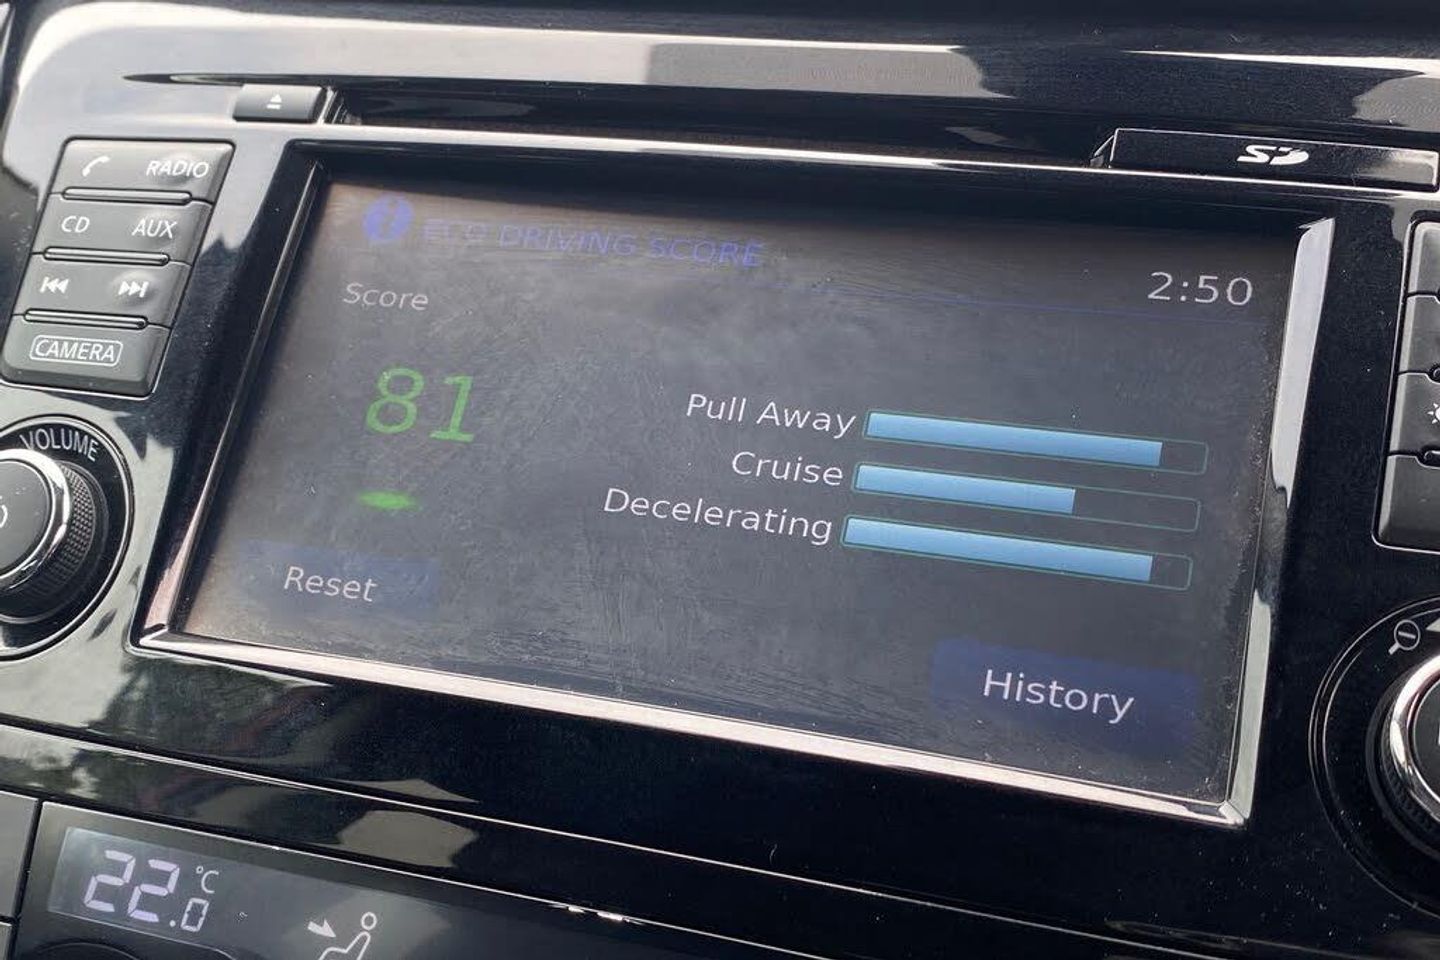 SD
RADIO
CD AUX
CAMERA
VOLUME
i ECO DRIVING SCORE
2:50
Score
81
Pull Away
Cruise
Decelerating
Reset
History
22.0 °C